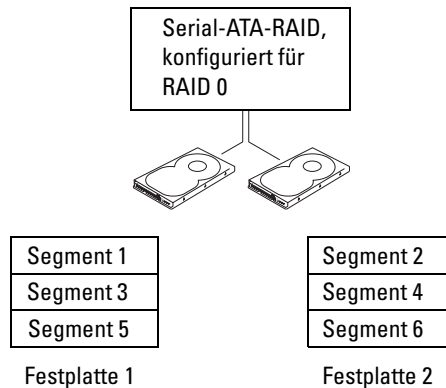 Serial-ATA-RAID,
konfiguriert für
RAID 0
Segment 1
Segment 2
Segment 3
Segment 4
Segment 5
Segment 6
Festplatte 1
Festplatte 2